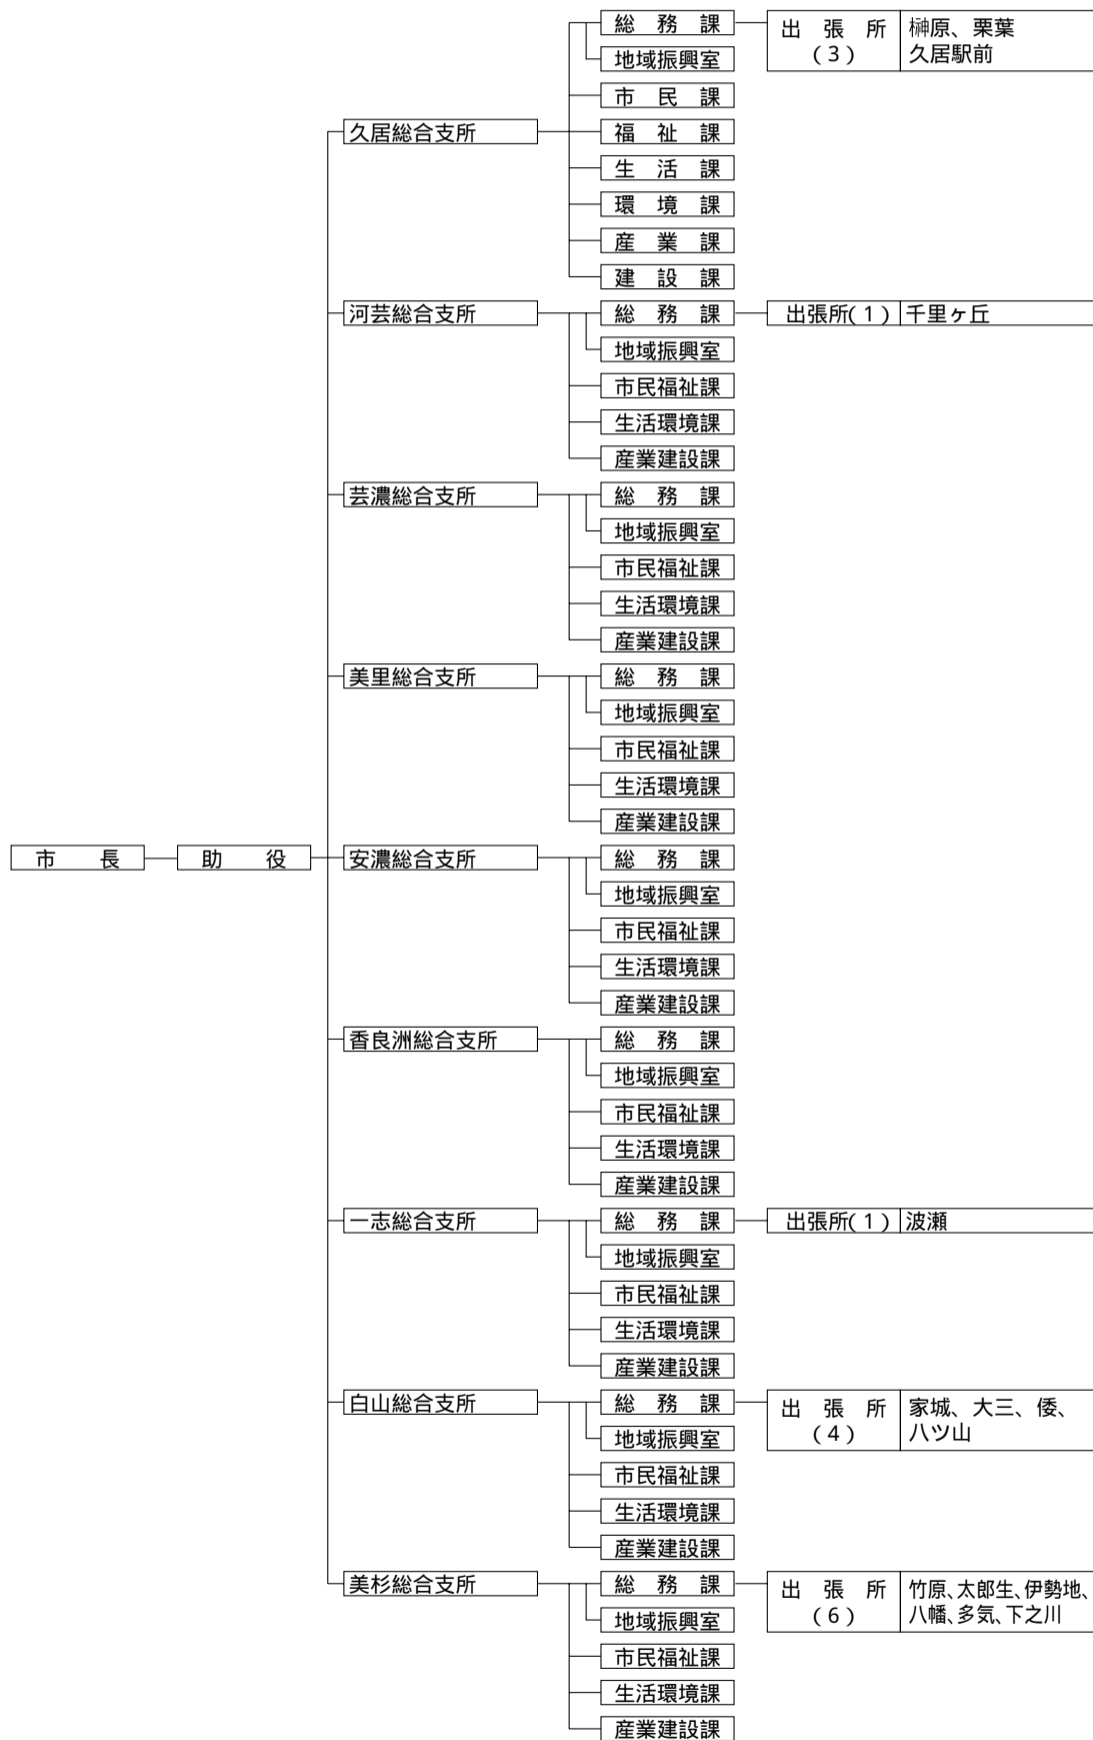 総　務　課
出　張　所
（３）
榊原、栗葉
久居駅前
地域振興室
市　民　課
久居総合支所
福　祉　課
生　活　課
環　境　課
産　業　課
建　設　課
河芸総合支所
総　務　課
出張所(１)
千里ヶ丘
地域振興室
市民福祉課
生活環境課
産業建設課
芸濃総合支所
総　務　課
地域振興室
市民福祉課
生活環境課
産業建設課
美里総合支所
総　務　課
地域振興室
市民福祉課
生活環境課
産業建設課
市　　長
助　　役
安濃総合支所
総　務　課
地域振興室
市民福祉課
生活環境課
産業建設課
香良洲総合支所
総　務　課
地域振興室
市民福祉課
生活環境課
産業建設課
一志総合支所
総　務　課
出張所(１)
波瀬
地域振興室
市民福祉課
生活環境課
産業建設課
白山総合支所
総　務　課
出　張　所
（４）
家城、大三、倭、
八ツ山
地域振興室
市民福祉課
生活環境課
産業建設課
美杉総合支所
総　務　課
出　張　所
（６）
竹原、太郎生、伊勢地、
八幡、多気、下之川
地域振興室
市民福祉課
生活環境課
産業建設課